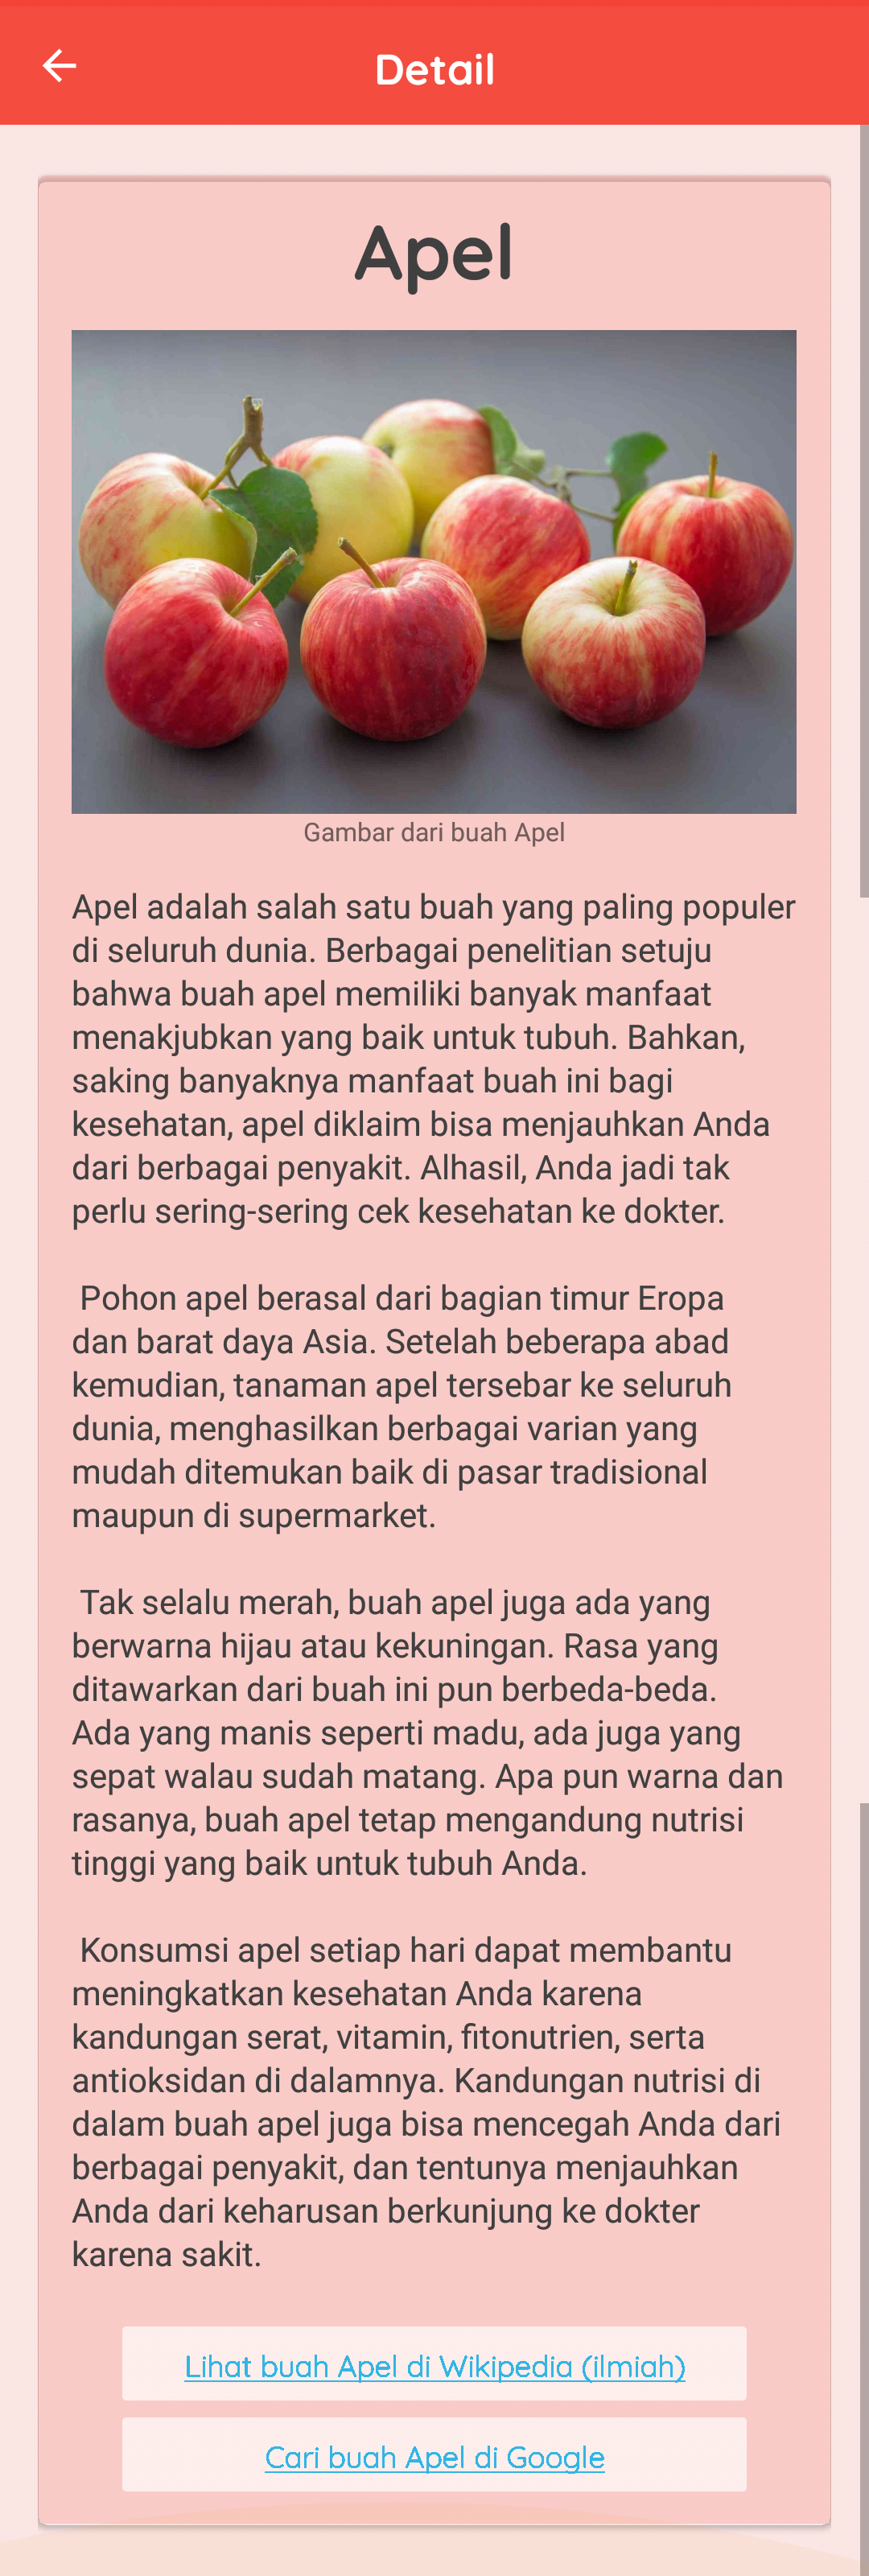 Detail
Apel
Gambar dari buah Apel
Apel adalah salah satu buah yang paling populer
di seluruh dunia. Berbagai penelitian setuju
bahwa buah apel memiliki banyak manfaat
menakjubkan yang baik untuk tubuh. Bahkan,
saking banyaknya manfaat buah ini bagi
kesehatan, apel diklaim bisa menjauhkan Anda
dari berbagai penyakit. Alhasil, Anda jadi tak
perlu sering-sering cek kesehatan ke dokter.
Pohon apel berasal dari bagian timur Eropa
dan barat daya Asia. Setelah beberapa abad
kemudian, tanaman apel tersebar ke seluruh
dunia, menghasilkan berbagai varian yang
mudah ditemukan baik di pasar tradisional
maupun di supermarket.
Tak selalu merah, buah apel juga ada yang
berwarna hijau atau kekuningan. Rasa yang
ditawarkan dari buah ini pun berbeda-beda.
Ada yang manis seperti madu, ada juga yang
sepat walau sudah matang. Apa pun warna dan
rasanya, buah apel tetap mengandung nutrisi
tinggi yang baik untuk tubuh Anda.
Konsumsi apel setiap hari dapat membantu
meningkatkan kesehatan Anda karena
kandungan serat, vitamin, fitonutrien, serta
antioksidan di dalamnya. Kandungan nutrisi di
dalam buah apel juga bisa mencegah Anda dari
berbagai penyakit, dan tentunya menjauhkan
Anda dari keharusan berkunjung ke dokter
karena sakit.
Lihat buah Apel di Wikipedia (ilmiah)
Cari buah Apel di Google